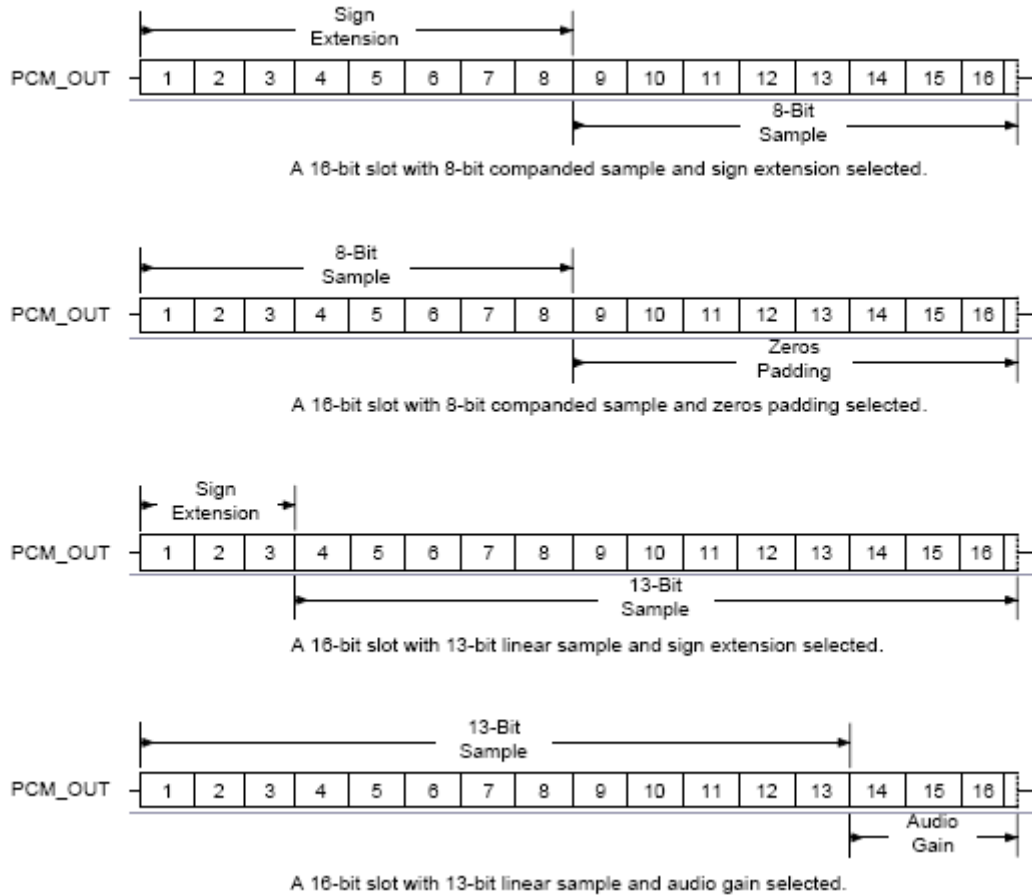 Sign
Extension
PCM_OUT 1 2 3 4 5 6 7 8 9 10 11 12 13 14 15 16
8-Bit
Sample
A 16-bit slot with 8-bit companded sample and sign extension selected.
8-Bit
Sample
PCM_OUT 1 2 3 4 5 6 7 8 9 10 11 12 13 14 15 16
Zeros
Padding
A 16-bit slot with 8-bit companded sample and zeros padding selected.
Sign
Extension
PCM_OUT 1 2 3 4 5 6 7 8 9 10 11 12 13 14 15 16
13-Bit
Sample
A 16-bit slot with 13-bit linear sample and sign extension selected.
13-Bit
Sample
PCM_OUT 1 2 3 4 5 6 7 8 9 10 11 12 13 14 15 16
Audio
Gain
A 16-bit slot with 13-bit linear sample and audio gain selected.